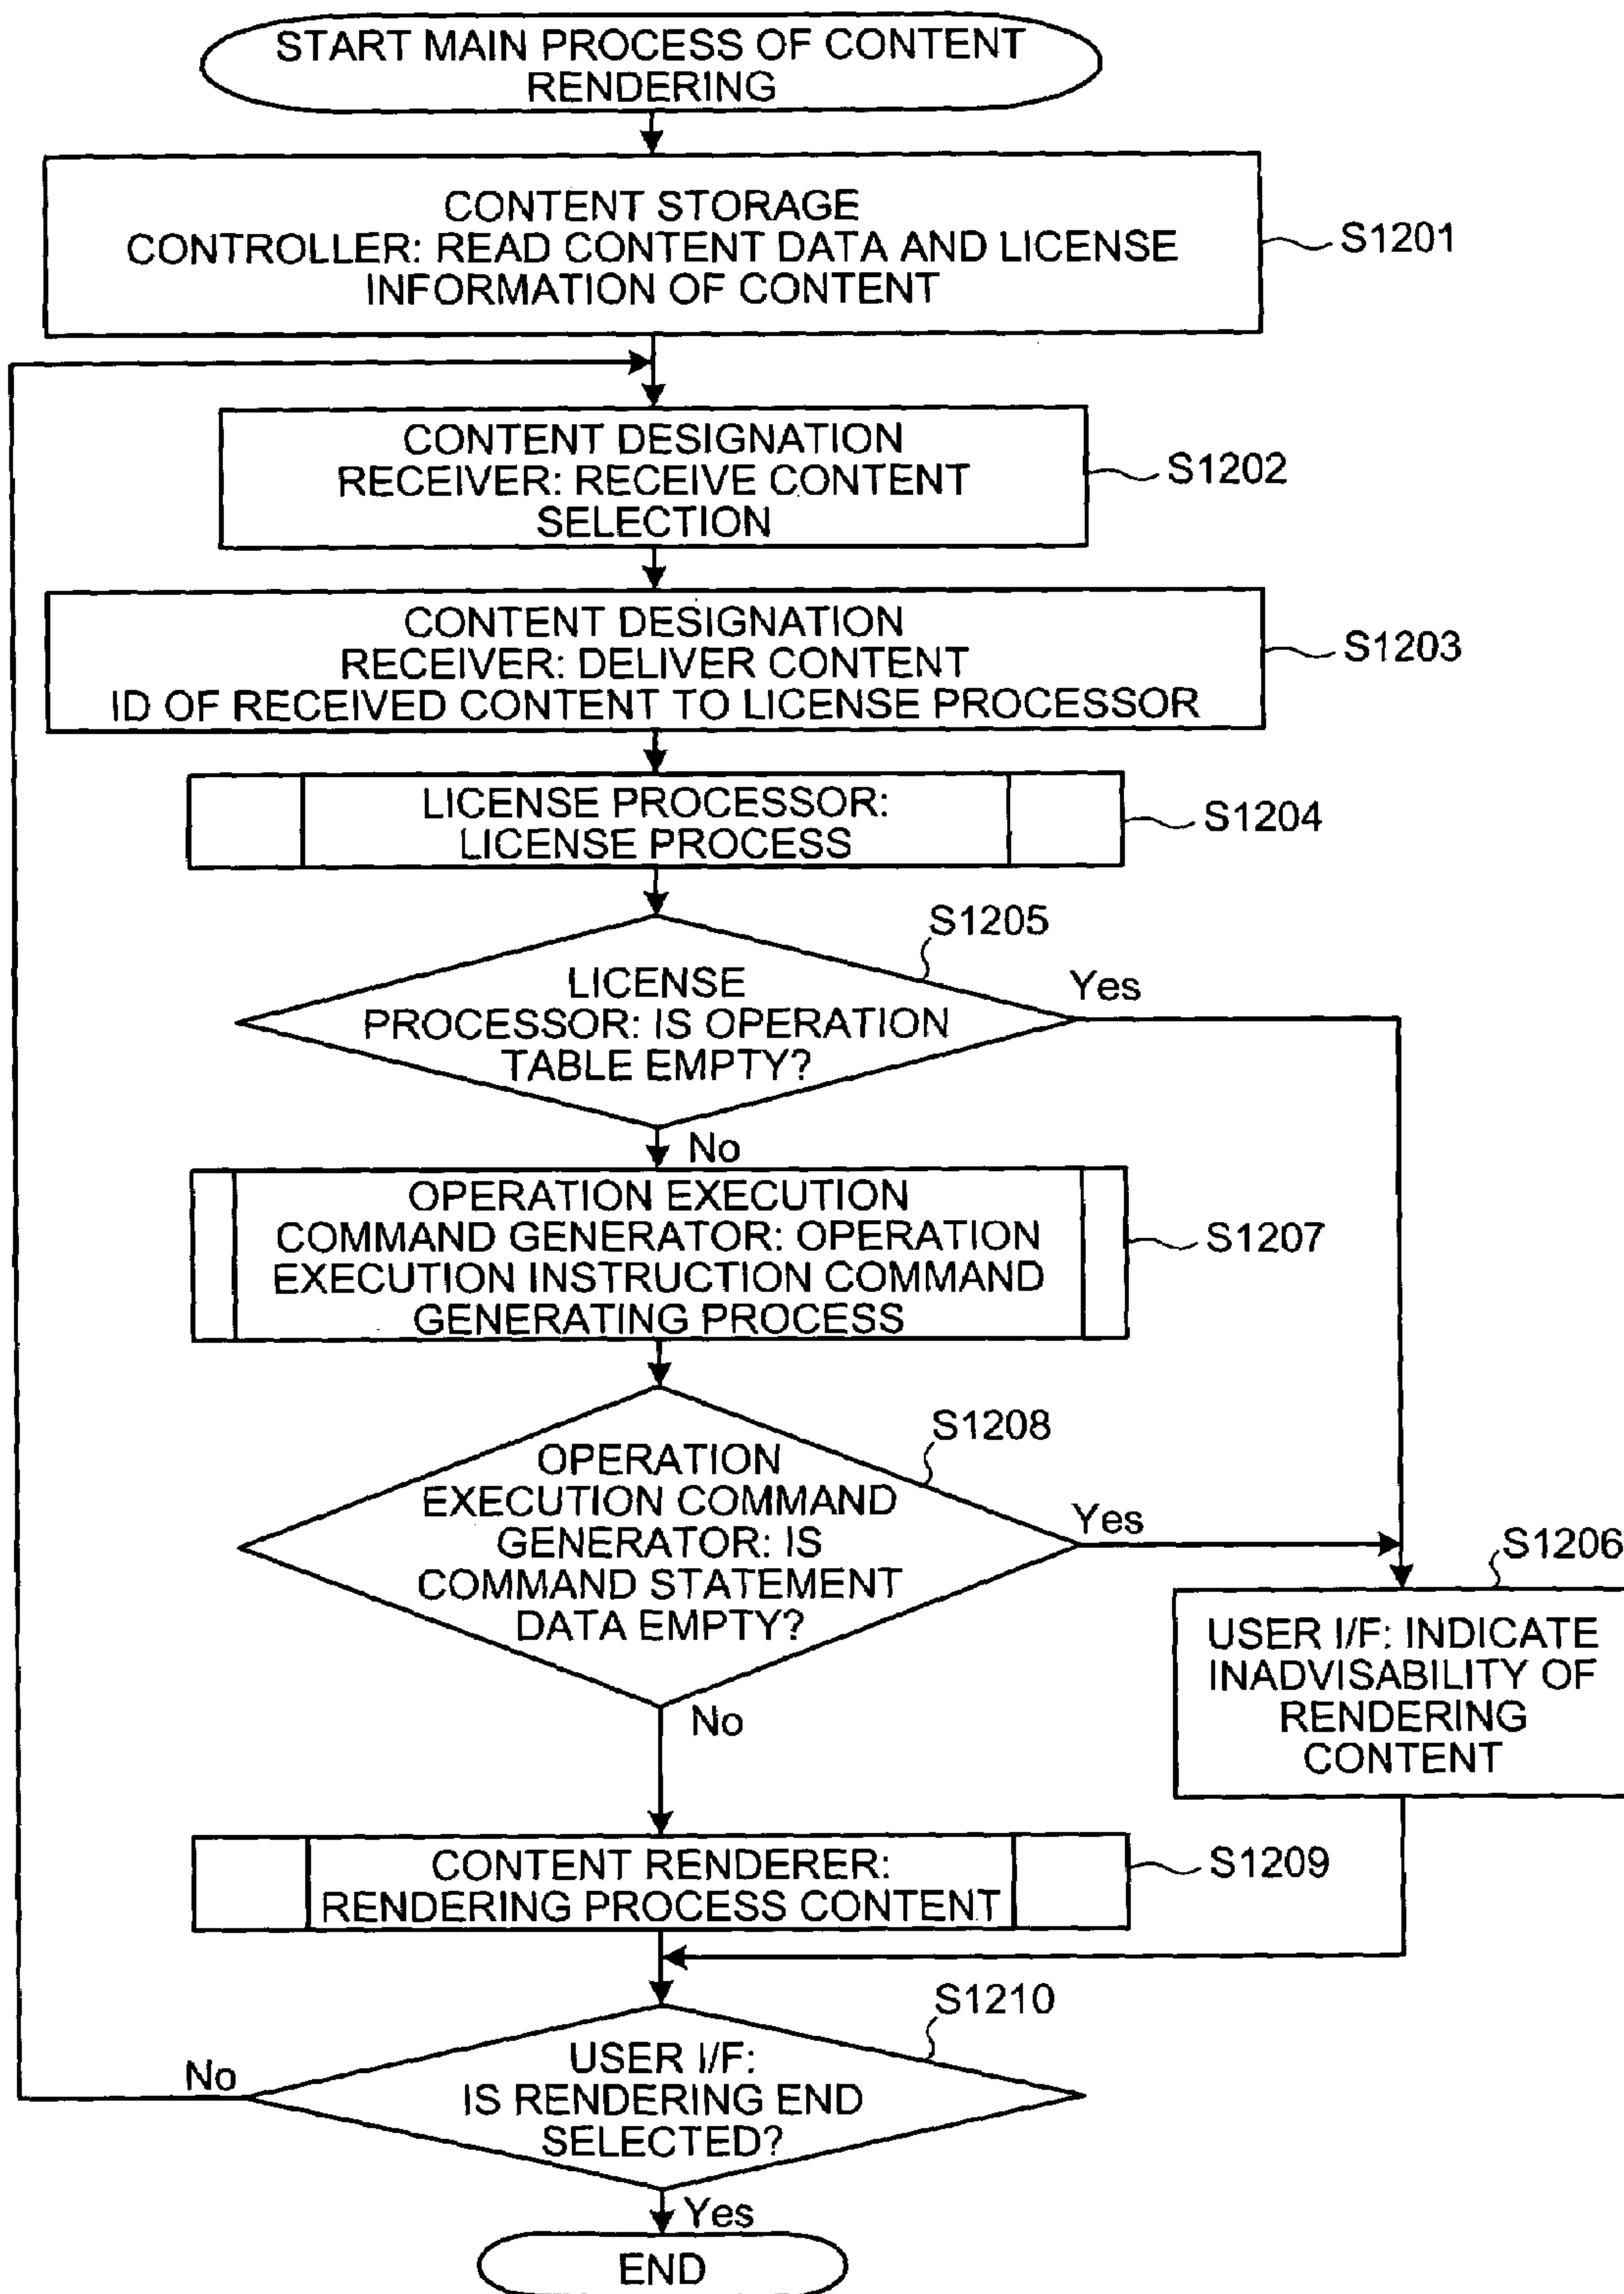 START MAIN PROCESS OF CONTENT
RENDERING
CONTENT STORAGE
CONTROLLER: READ CONTENT DATA AND LICENSE
INFORMATION OF CONTENT
S1201
CONTENT DESIGNATION
RECEIVER: RECEIVE CONTENT
SELECTION
S1202
CONTENT DESIGNATION
RECEIVER: DELIVER CONTENT
ID OF RECEIVED CONTENT TO LICENSE PROCESSOR
S1203
LICENSE PROCESSOR:
LICENSE PROCESS
S1204
S1205
LICENSE
PROCESSOR: IS OPERATION
TABLE EMPTY?
Yes
No
OPERATION EXECUTION
COMMAND GENERATOR: OPERATION
EXECUTION INSTRUCTION COMMAND
GENERATING PROCESS
S1207
S1208
OPERATION
EXECUTION COMMAND
GENERATOR: IS
COMMAND STATEMENT
DATA EMPTY?
Yes
No
S1206
USER I/F: INDICATE
INADVISABILITY OF
RENDERING
CONTENT
CONTENT RENDERER:
RENDERING PROCESS CONTENT
S1209
S1210
USER I/F:
IS RENDERING END
SELECTED?
No
Yes
END